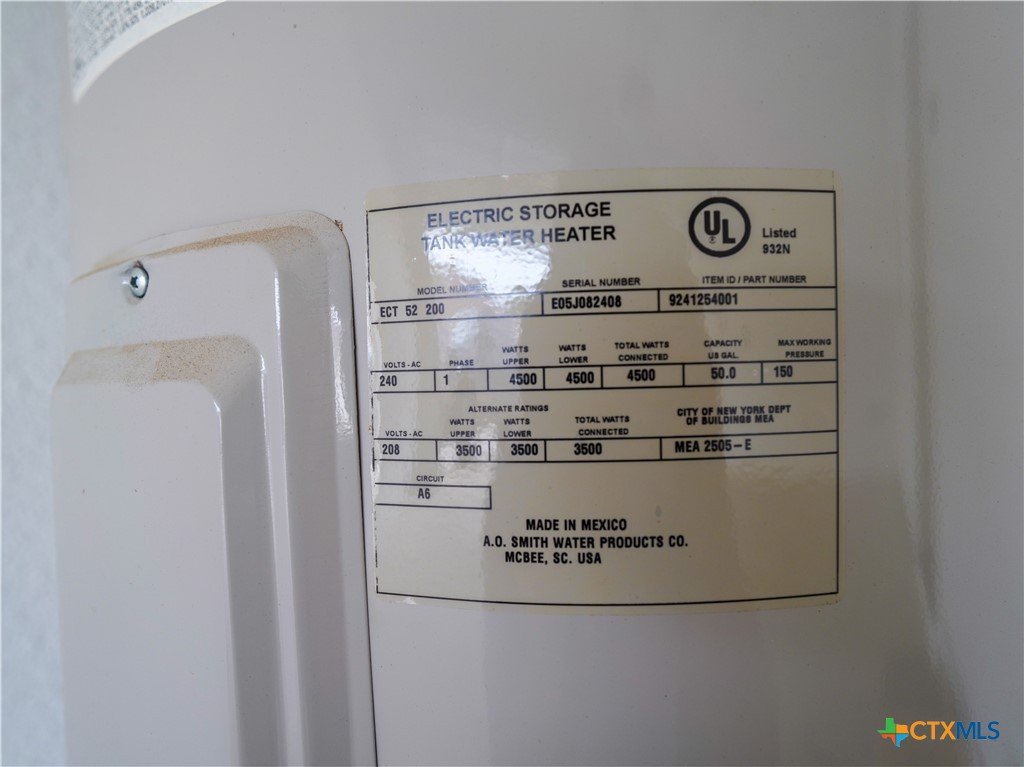 ELECTRIC STORAGE
TANK WATER HEATER
UL
®
Listed
932N
MODEL NUMBER SERIAL NUMBER ITEM ID / PART NUMBER
ECT 52 200 E05J082408 9241254001
VOLTS - AC PHASE WATTS UPPER WATTS LOWER TOTAL WATTS CONNECTED CAPACITY US GAL. MAX WORKING PRESSURE
240 1 4500 4500 4500 50.0 150
ALTERNATE RATINGS
VOLTS - AC WATTS UPPER WATTS LOWER TOTAL WATTS CONNECTED CITY OF NEW YORK DEPT OF BUILDINGS MEA
208 3500 3500 3500 MEA 2505-E
CIRCUIT
A6
MADE IN MEXICO
A.O. SMITH WATER PRODUCTS CO.
MCBEE, SC. USA
CTXMLS